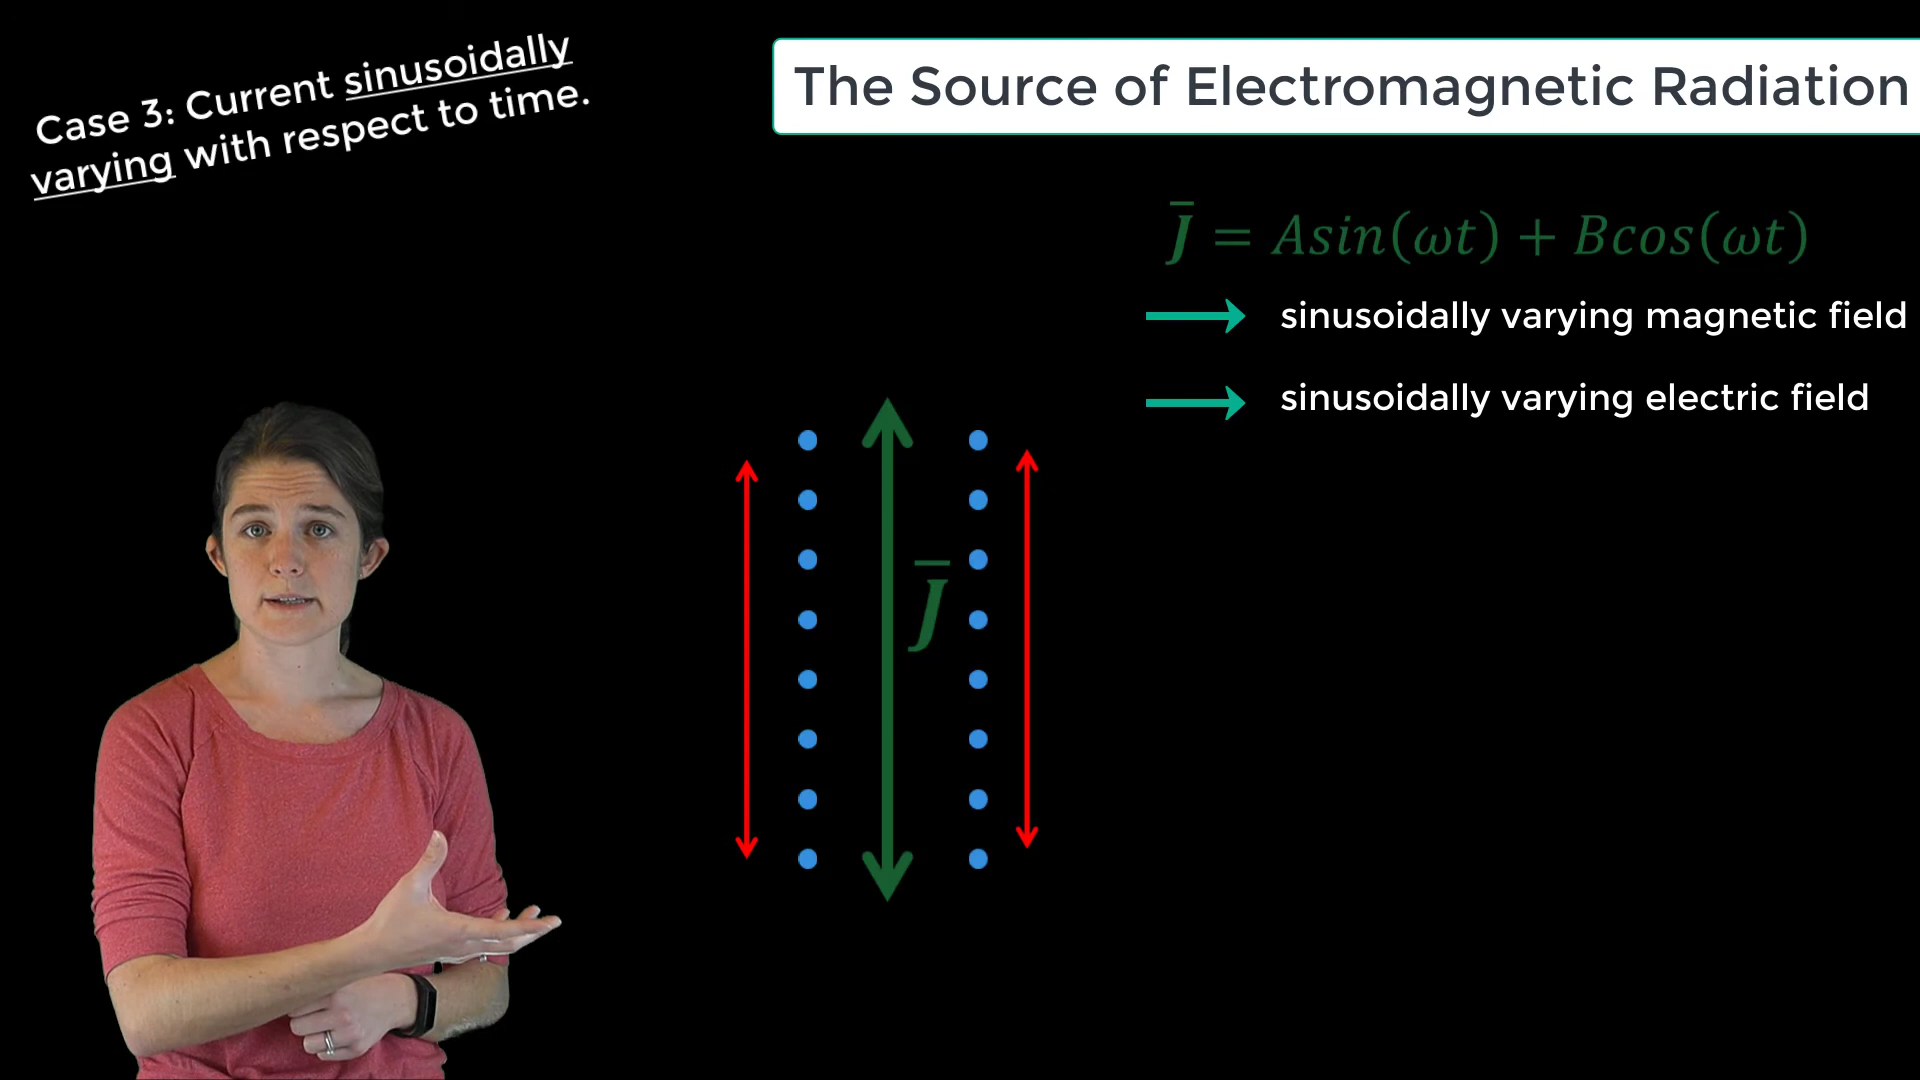 Case 3: Current sinusoidally
varying with respect to time.
The Source of Electromagnetic Radiation
J̅ = Asin(ωt) + Bcos(ωt)
sinusoidally varying magnetic field
sinusoidally varying electric field
J̅